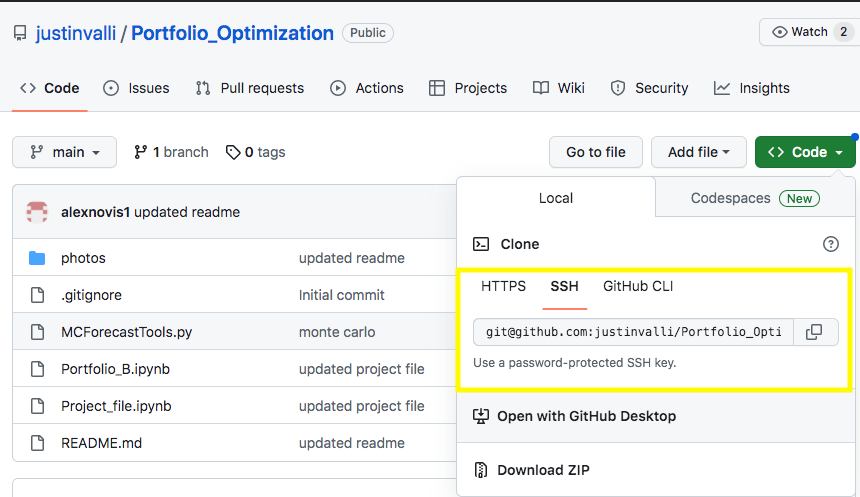 justinvalli / Portfolio_Optimization Public Watch 2
Code Issues Pull requests Actions Projects Wiki Security Insights
main 1 branch 0 tags Go to file Add file Code
Local Codespaces New
alexnovis1 updated readme
Clone
photos updated readme
HTTPS SSH GitHub CLI
.gitignore Initial commit
MCForecastTools.py monte carlo
git@github.com:justinvalli/Portfolio_Opti
Use a password-protected SSH key.
Portfolio_B.ipynb updated project file
Project_file.ipynb updated project file
Open with GitHub Desktop
README.md updated readme
Download ZIP